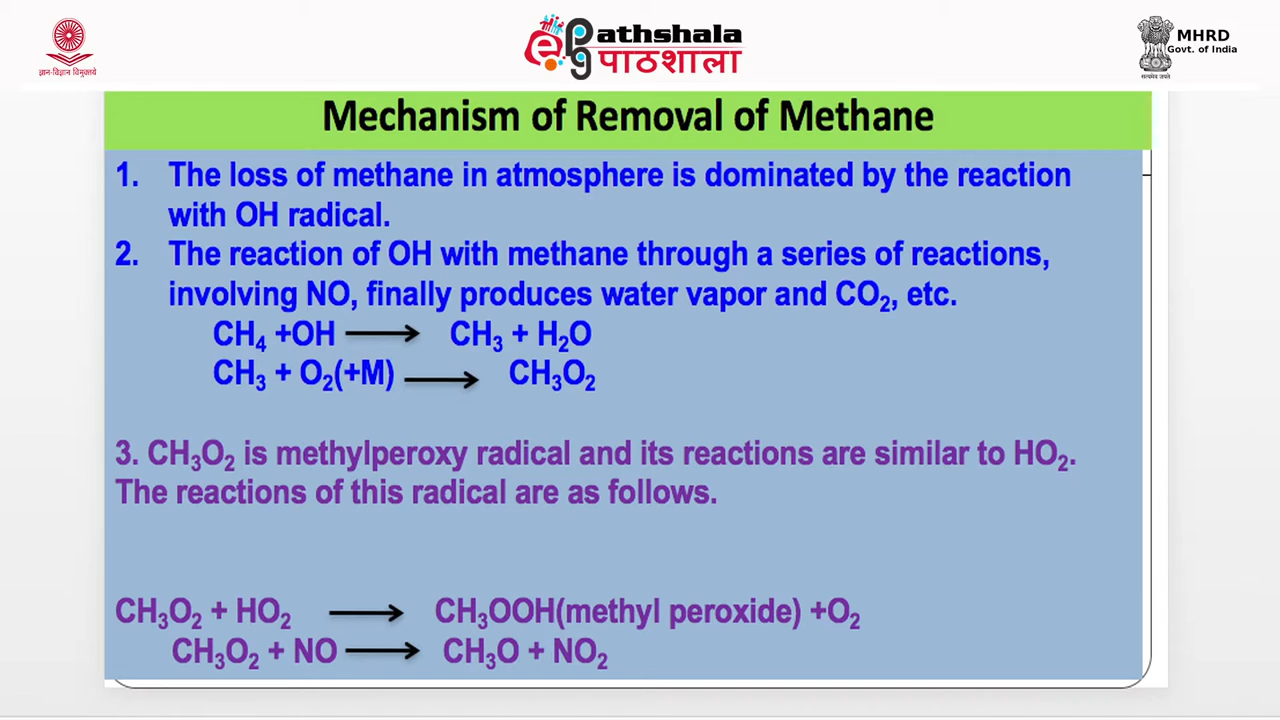 ज्ञान-विज्ञान विमुक्तये
Pathshala
पाठशाला
MHRD
Govt. of India
सत्यमेव जयते
Mechanism of Removal of Methane
1. The loss of methane in atmosphere is dominated by the reaction
with OH radical.
2. The reaction of OH with methane through a series of reactions,
involving NO, finally produces water vapor and CO₂, etc.
CH₄ +OH ⟶ CH₃ + H₂O
CH₃ + O₂(+M) ⟶ CH₃O₂
3. CH₃O₂ is methylperoxy radical and its reactions are similar to HO₂.
The reactions of this radical are as follows.
CH₃O₂ + HO₂ ⟶ CH₃OOH(methyl peroxide) +O₂
CH₃O₂ + NO ⟶ CH₃O + NO₂